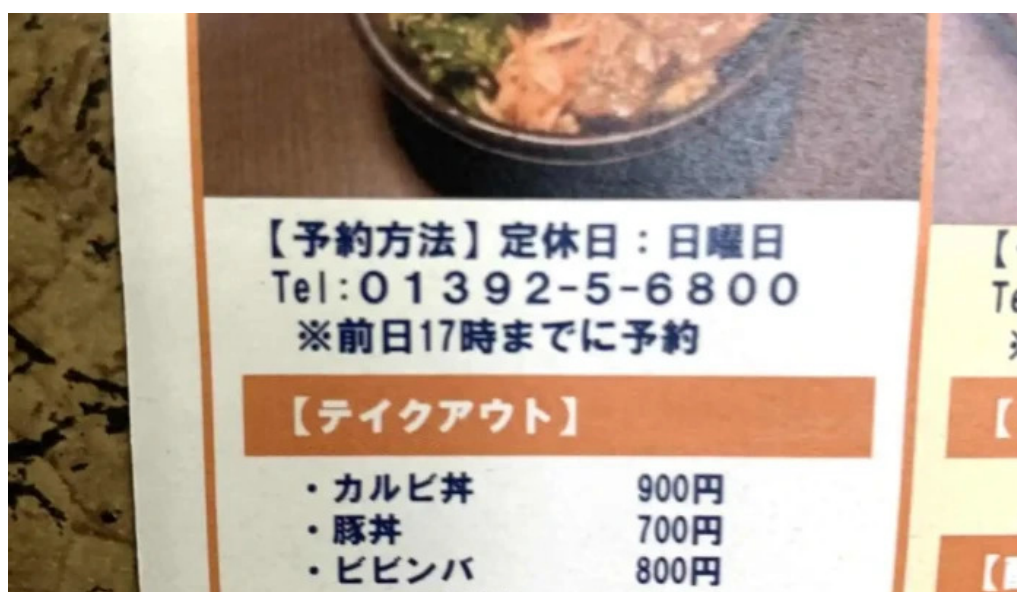 【予約方法】定休日：日曜日
Tel:01392-5-6800
※前日17時までに予約
【テイクアウト】
・カルビ丼 900円
・豚丼 700円
・ビビンバ 800円